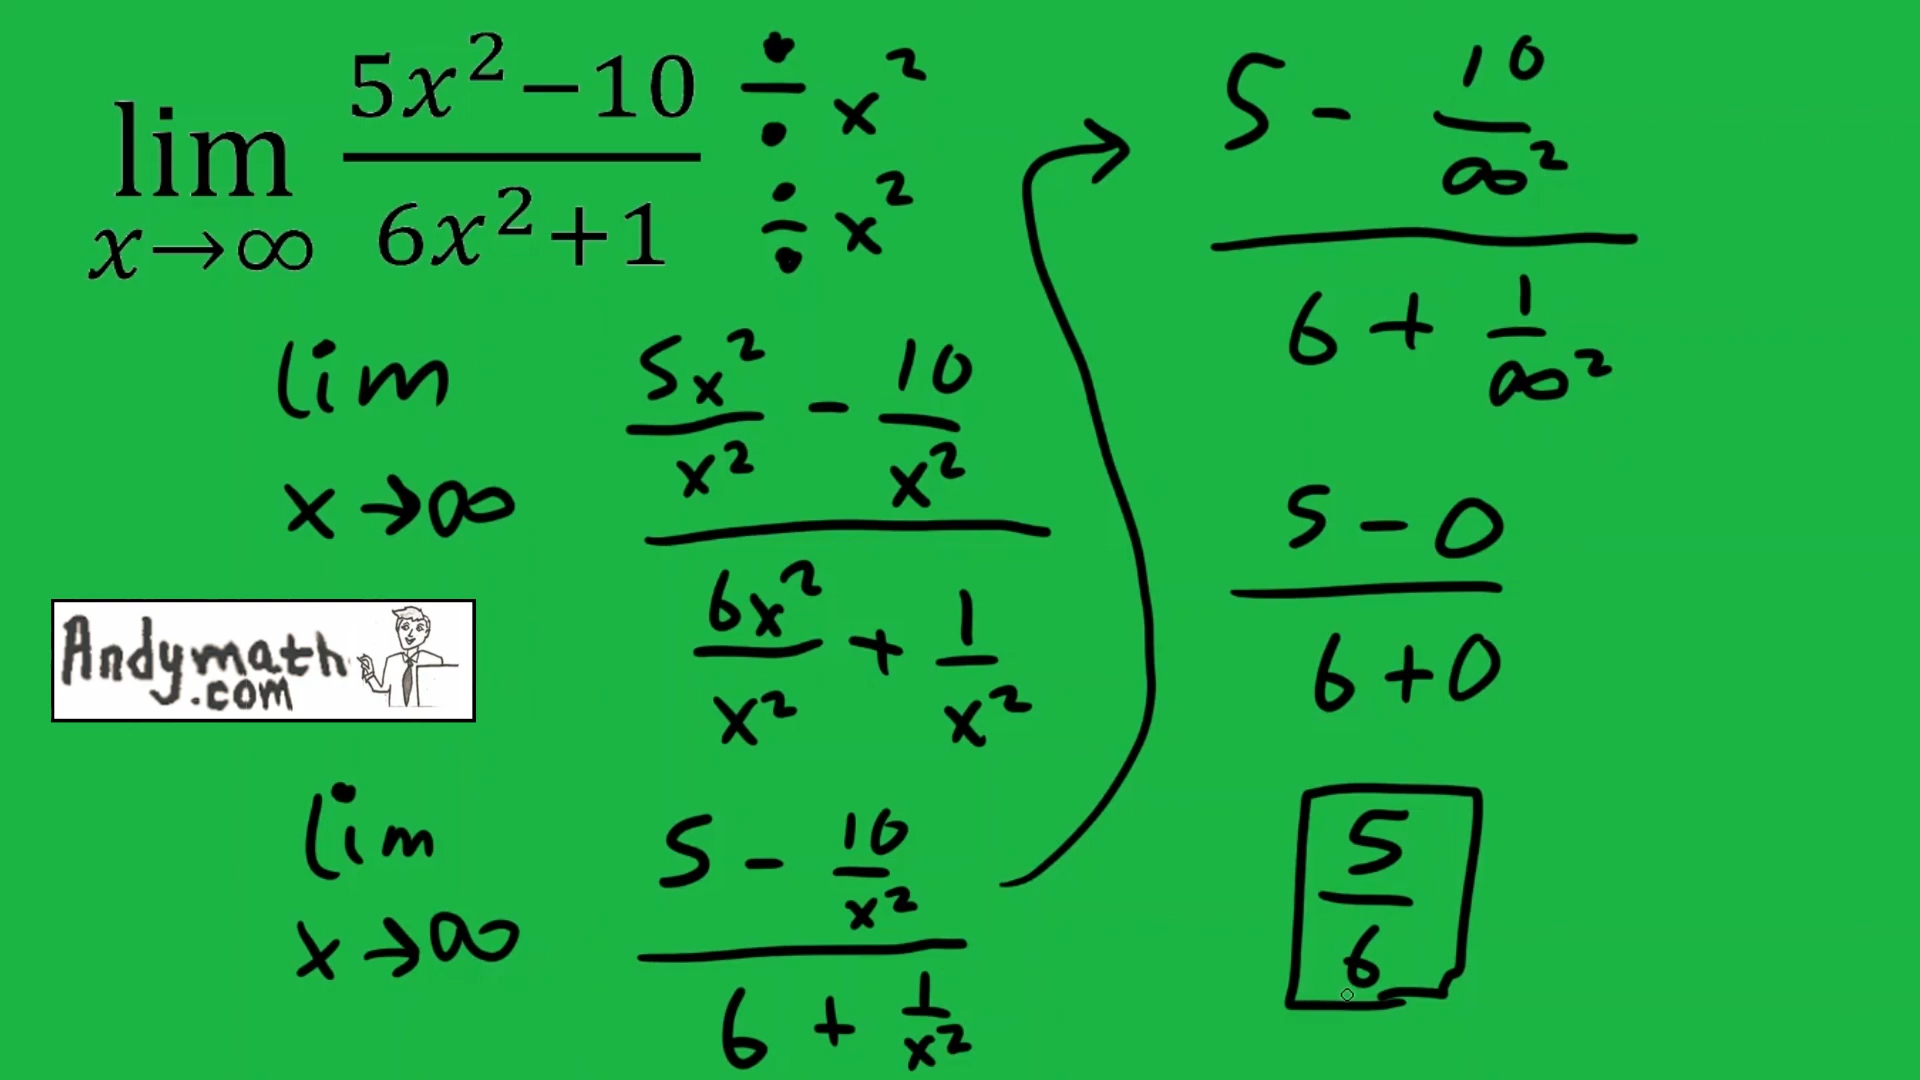 lim 5x²−10 ÷ x²
x→∞ 6x²+1 ÷ x²
lim 5x²/x² - 10/x²
x→∞ 6x²/x² + 1/x²
Andymath
.com
lim 5 - 10/x²
x→∞ 6 + 1/x²
5 - 10/∞²
6 + 1/∞²
5 - 0
6 + 0
5
6